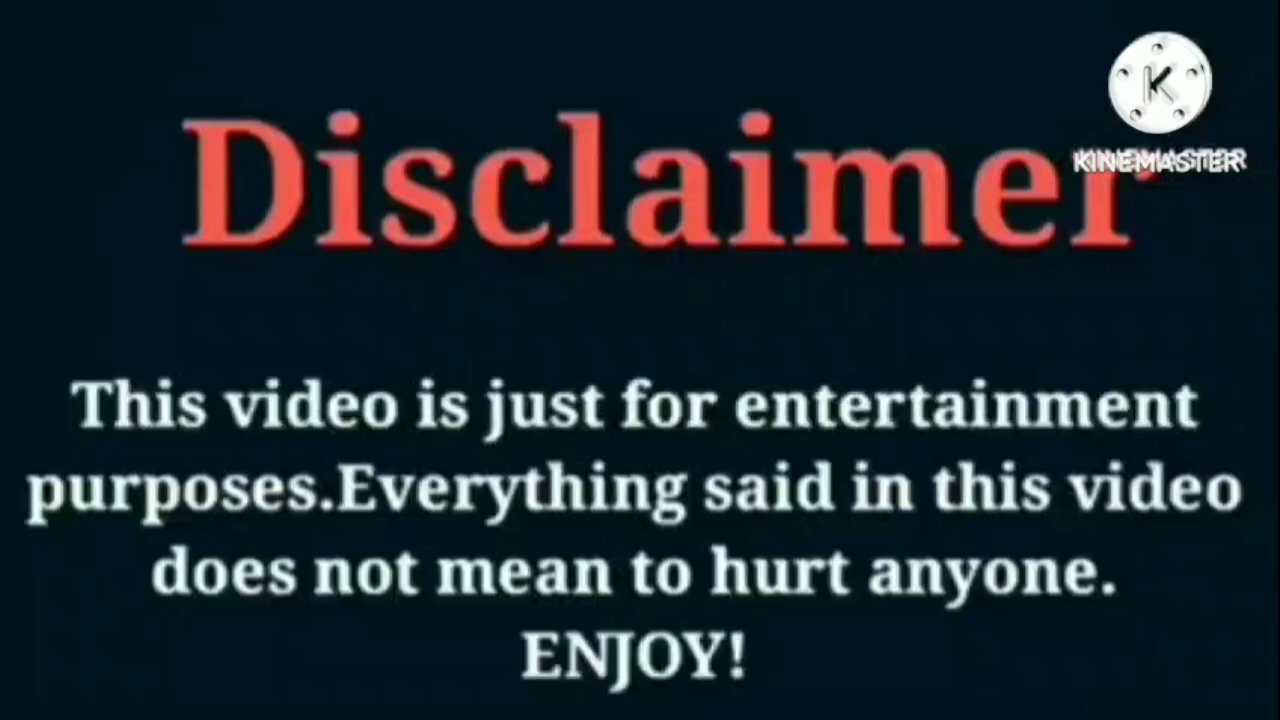 K
KINEMASTER
Disclaimer
This video is just for entertainment
purposes.Everything said in this video
does not mean to hurt anyone.
ENJOY!